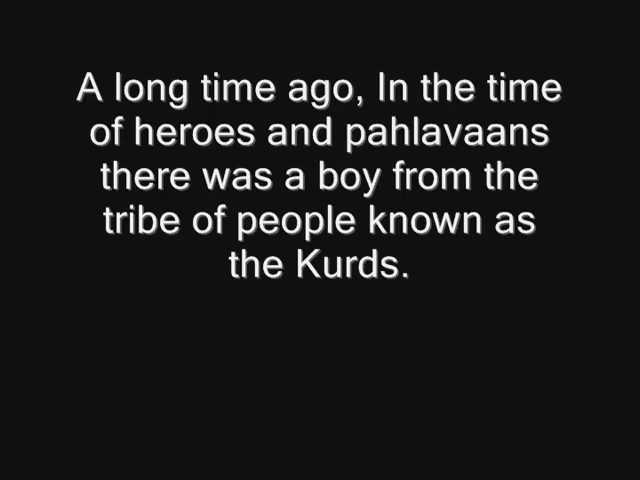 A long time ago, In the time
of heroes and pahlavaans
there was a boy from the
tribe of people known as
the Kurds.